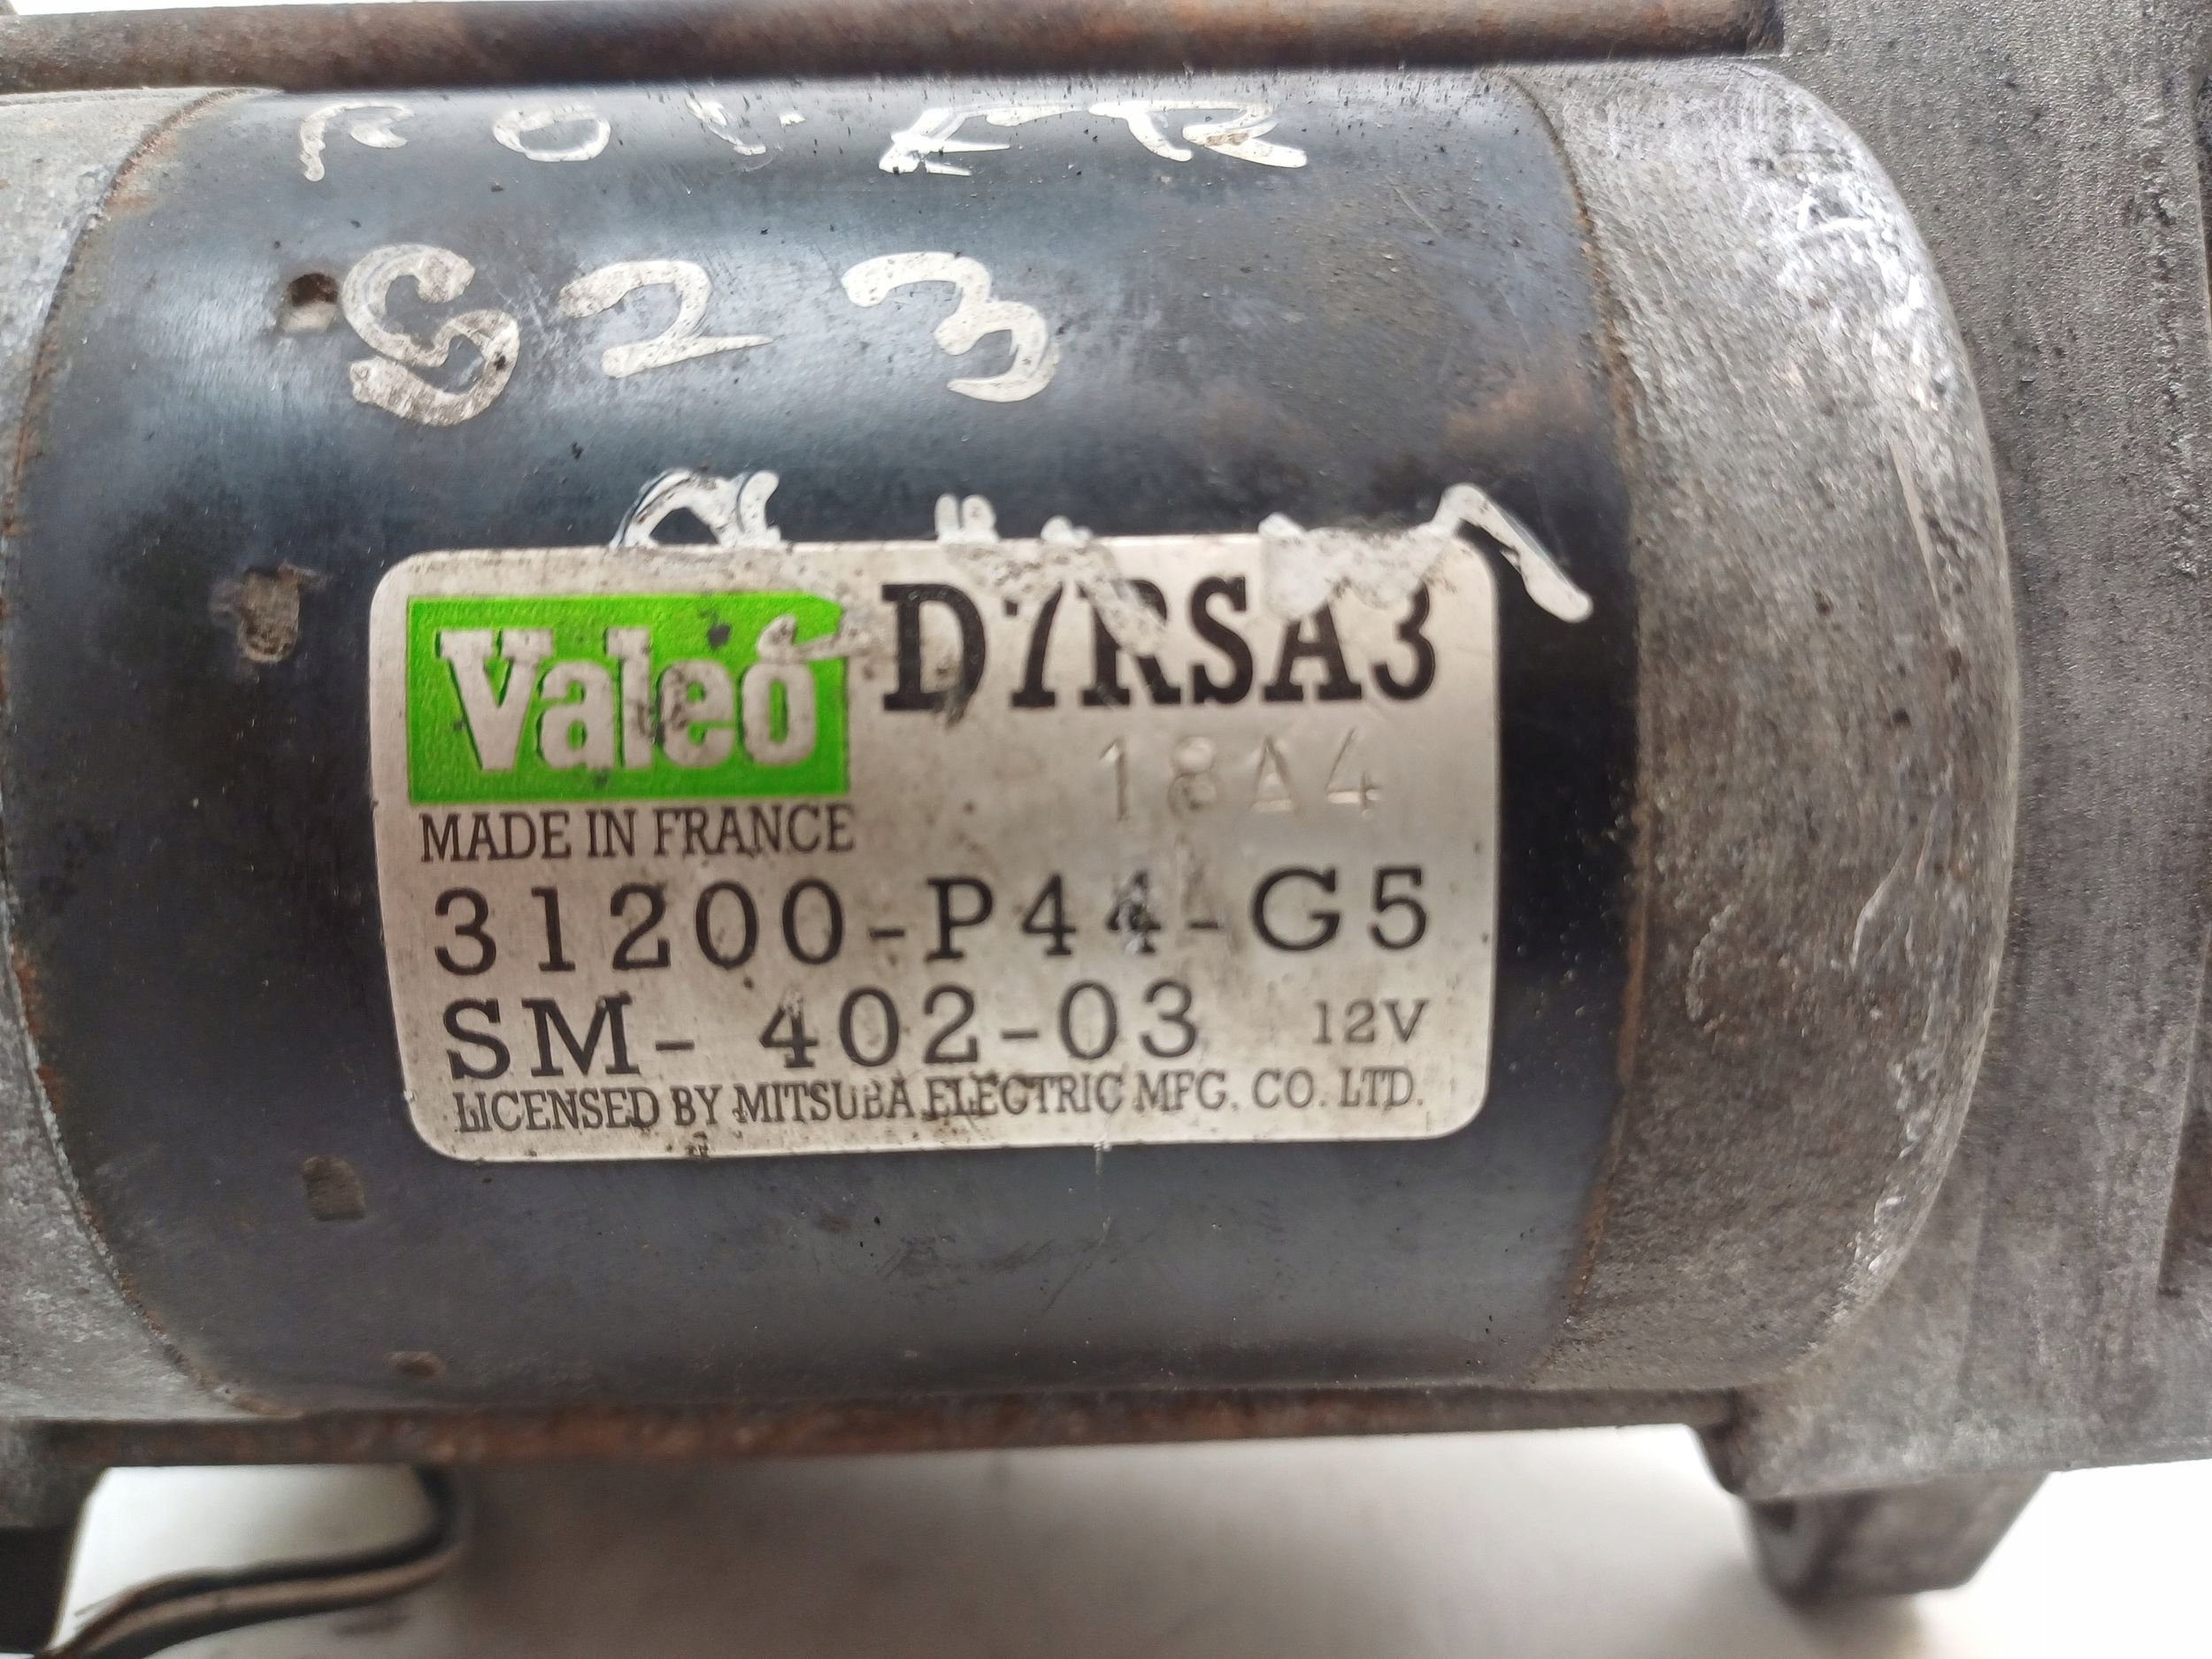 ROVER
623
Valeo D7RSA3
18A4
MADE IN FRANCE
31200-P44-G5
SM-402-03 12V
LICENSED BY MITSUBA ELECTRIC MFG. CO. LTD.